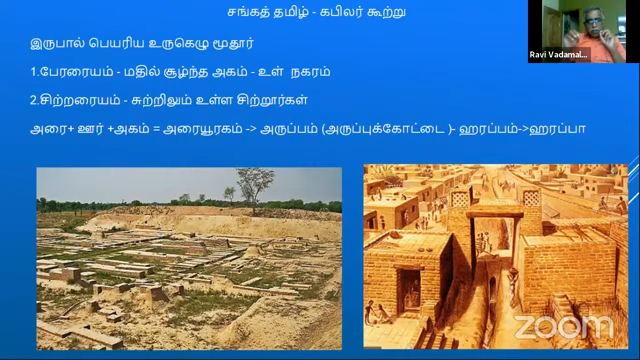 சங்கத் தமிழ் - கபிலர் கூற்று
இருபால் பெயரிய உருகெழு மூதூர்
1.பேரரையம் - மதில் சூழ்ந்த அகம் - உள் நகரம்
2.சிற்றரையம் - சுற்றிலும் உள்ள சிற்றூர்கள்
அரை+ ஊர் +அகம் = அரையூரகம் -> அருப்பம் (அருப்புக்கோட்டை )- ஹரப்பம்->ஹரப்பா
Ravi Vadamal...
zoom